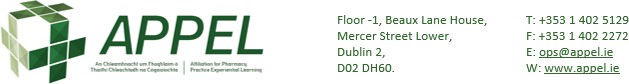 APPEL
An Cleamhnacht um Fhoghlaim ó
Thaithí Chleachtadh na Cógaisíochta
Affiliation for Pharmacy
Practice Experiential Learning
Floor -1, Beaux Lane House,
Mercer Street Lower,
Dublin 2,
D02 DH60.
T: +353 1 402 5129
F: +353 1 402 2272
E: ops@appel.ie
W: www.appel.ie